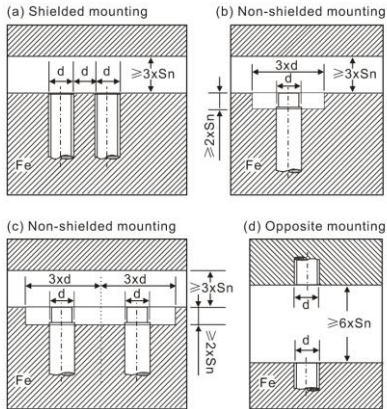 (a) Shielded mounting
d d d
≥3xSn
Fe
(b) Non-shielded mounting
3xd
d
≥3xSn
≥2xSn
Fe
(c) Non-shielded mounting
3xd 3xd
d d
≥3xSn
≥2xSn
Fe
(d) Opposite mounting
d
≥6xSn
d
Fe